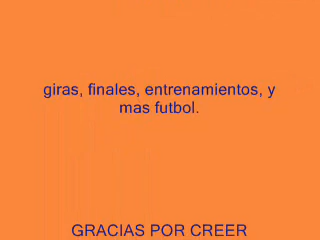 giras, finales, entrenamientos, y
mas futbol.
GRACIAS POR CREER